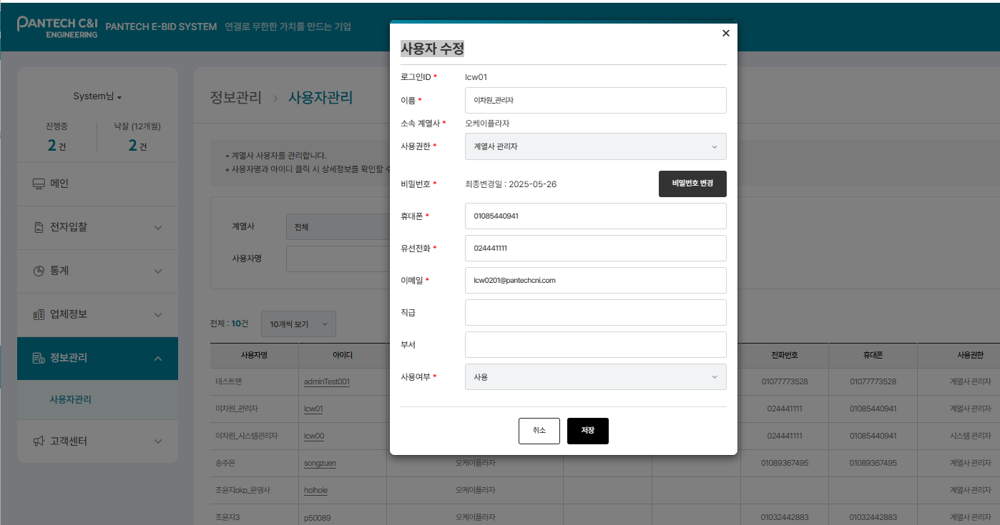 PANTECH C&I
ENGINEERING
PANTECH E-BID SYSTEM 연결로 무한한 가치를 만드는 기업
System님
진행중 낙찰 (12개월)
2 건 2 건
메인
전자입찰
통계
업체정보
정보관리
사용자관리
고객센터
정보관리 > 사용자관리
• 계열사 사용자를 관리합니다.
• 사용자명과 아이디 클릭 시 상세정보를 확인할 수
계열사 전체
사용자명
전체 : 10건 10개씩 보기
사용자명 아이디 전화번호 휴대폰 사용권한
테스트맨 adminTest001 01077773528 01077773528 계열사 관리자
이차원_관리자 lcw01 024441111 01085440941 계열사 관리자
이차원_시스템관리자 lcw00 024441111 01085440941 시스템 관리자
송주은 songzuen 오케이플라자 01089367495 01089367495 계열사 관리자
조윤지okp_운영사 holhole 오케이플라자 계열사 관리자
조윤지3 p50089 오케이플라자 01032442883 01032442883 계열사 관리자
×
사용자 수정
로그인ID * lcw01
이름 * 이차원_관리자
소속 계열사 * 오케이플라자
사용권한 * 계열사 관리자
비밀번호 * 최종변경일 : 2025-05-26 비밀번호 변경
휴대폰 * 01085440941
유선전화 * 024441111
이메일 * lcw0201@pantechcni.com
직급
부서
사용여부 * 사용
취소 저장